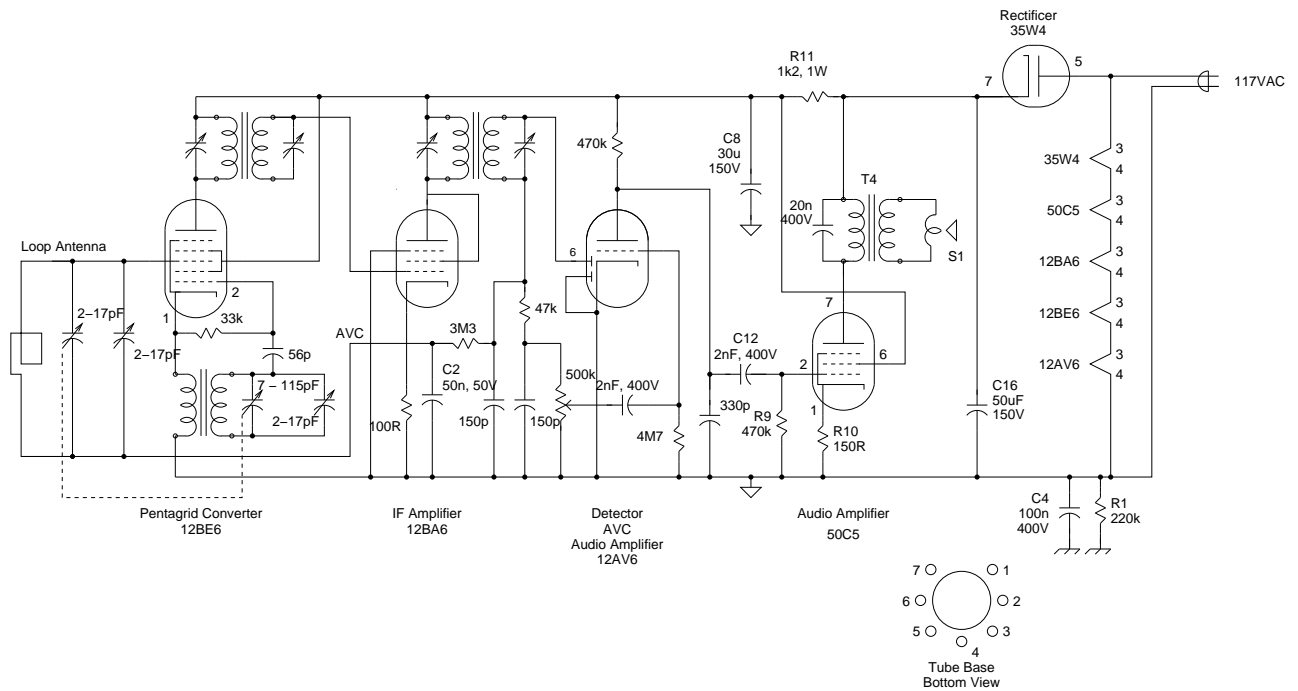 Rectificer
35W4
R11
1k2, 1W
7
5
117VAC
470k
C8
30u
150V
35W4
3
4
T4
20n
400V
50C5
3
4
S1
Loop Antenna
6
12BA6
3
4
2
7
1
2–17pF
33k
47k
12BE6
3
4
2–17pF
AVC
3M3
C12
2nF, 400V
2
6
12AV6
3
4
56p
C2
50n, 50V
500k
2nF, 400V
7 – 115pF
2–17pF
C16
50uF
150V
1
100R
150p
150p
4M7
330p
R9
470k
R10
150R
C4
100n
400V
R1
220k
Pentagrid Converter
12BE6
IF Amplifier
12BA6
Detector
AVC
Audio Amplifier
12AV6
Audio Amplifier
50C5
7
1
6
2
5
3
4
Tube Base
Bottom View